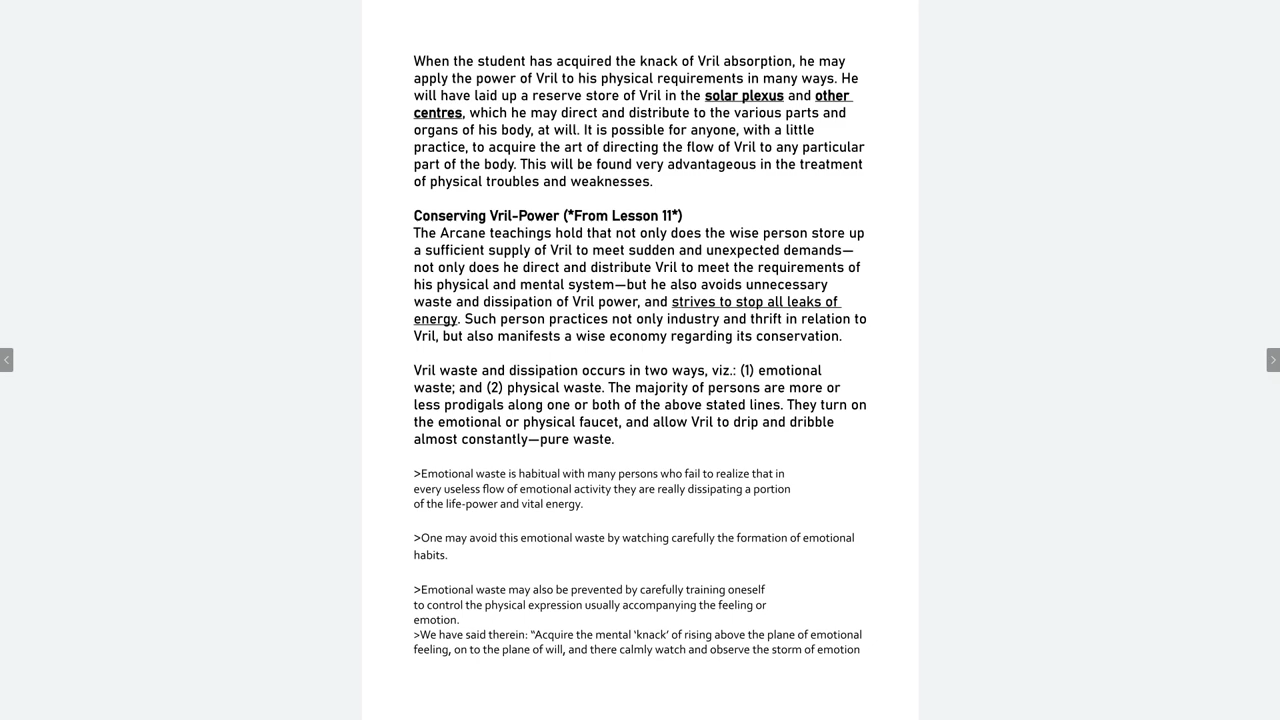 When the student has acquired the knack of Vril absorption, he may
apply the power of Vril to his physical requirements in many ways. He
will have laid up a reserve store of Vril in the solar plexus and other
centres, which he may direct and distribute to the various parts and
organs of his body, at will. It is possible for anyone, with a little
practice, to acquire the art of directing the flow of Vril to any particular
part of the body. This will be found very advantageous in the treatment
of physical troubles and weaknesses.
Conserving Vril-Power (*From Lesson 11*)
The Arcane teachings hold that not only does the wise person store up
a sufficient supply of Vril to meet sudden and unexpected demands—
not only does he direct and distribute Vril to meet the requirements of
his physical and mental system—but he also avoids unnecessary
waste and dissipation of Vril power, and strives to stop all leaks of
energy. Such person practices not only industry and thrift in relation to
Vril, but also manifests a wise economy regarding its conservation.
Vril waste and dissipation occurs in two ways, viz.: (1) emotional
waste; and (2) physical waste. The majority of persons are more or
less prodigals along one or both of the above stated lines. They turn on
the emotional or physical faucet, and allow Vril to drip and dribble
almost constantly—pure waste.
>Emotional waste is habitual with many persons who fail to realize that in
every useless flow of emotional activity they are really dissipating a portion
of the life-power and vital energy.
>One may avoid this emotional waste by watching carefully the formation of emotional
habits.
>Emotional waste may also be prevented by carefully training oneself
to control the physical expression usually accompanying the feeling or
emotion.
>We have said therein: “Acquire the mental ‘knack’ of rising above the plane of emotional
feeling, on to the plane of will, and there calmly watch and observe the storm of emotion